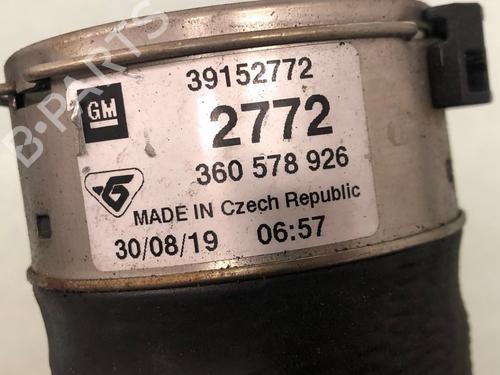 39152772
GM
2772
360 578 926
MADE IN Czech Republic
30/08/19 06:57
B-PARTS